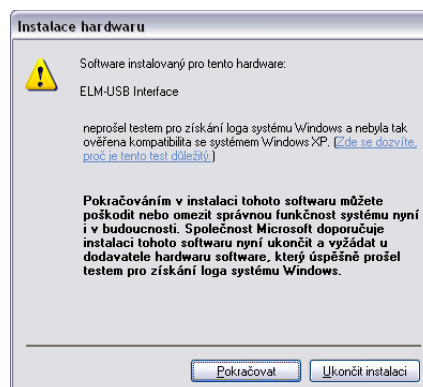 Instalace hardwaru
Software instalovaný pro tento hardware:
ELM-USB Interface
neprošel testem pro získání loga systému Windows a nebyla tak
ověřena kompatibilita se systémem Windows XP. (Zde se dozvíte,
proč je tento test důležitý.)
Pokračováním v instalaci tohoto softwaru můžete
poškodit nebo omezit správnou funkčnost systému nyní
i v budoucnosti. Společnost Microsoft doporučuje
instalaci tohoto softwaru nyní ukončit a vyžádat u
dodavatele hardwaru software, který úspěšně prošel
testem pro získání loga systému Windows.
Pokračovat Ukončit instalaci